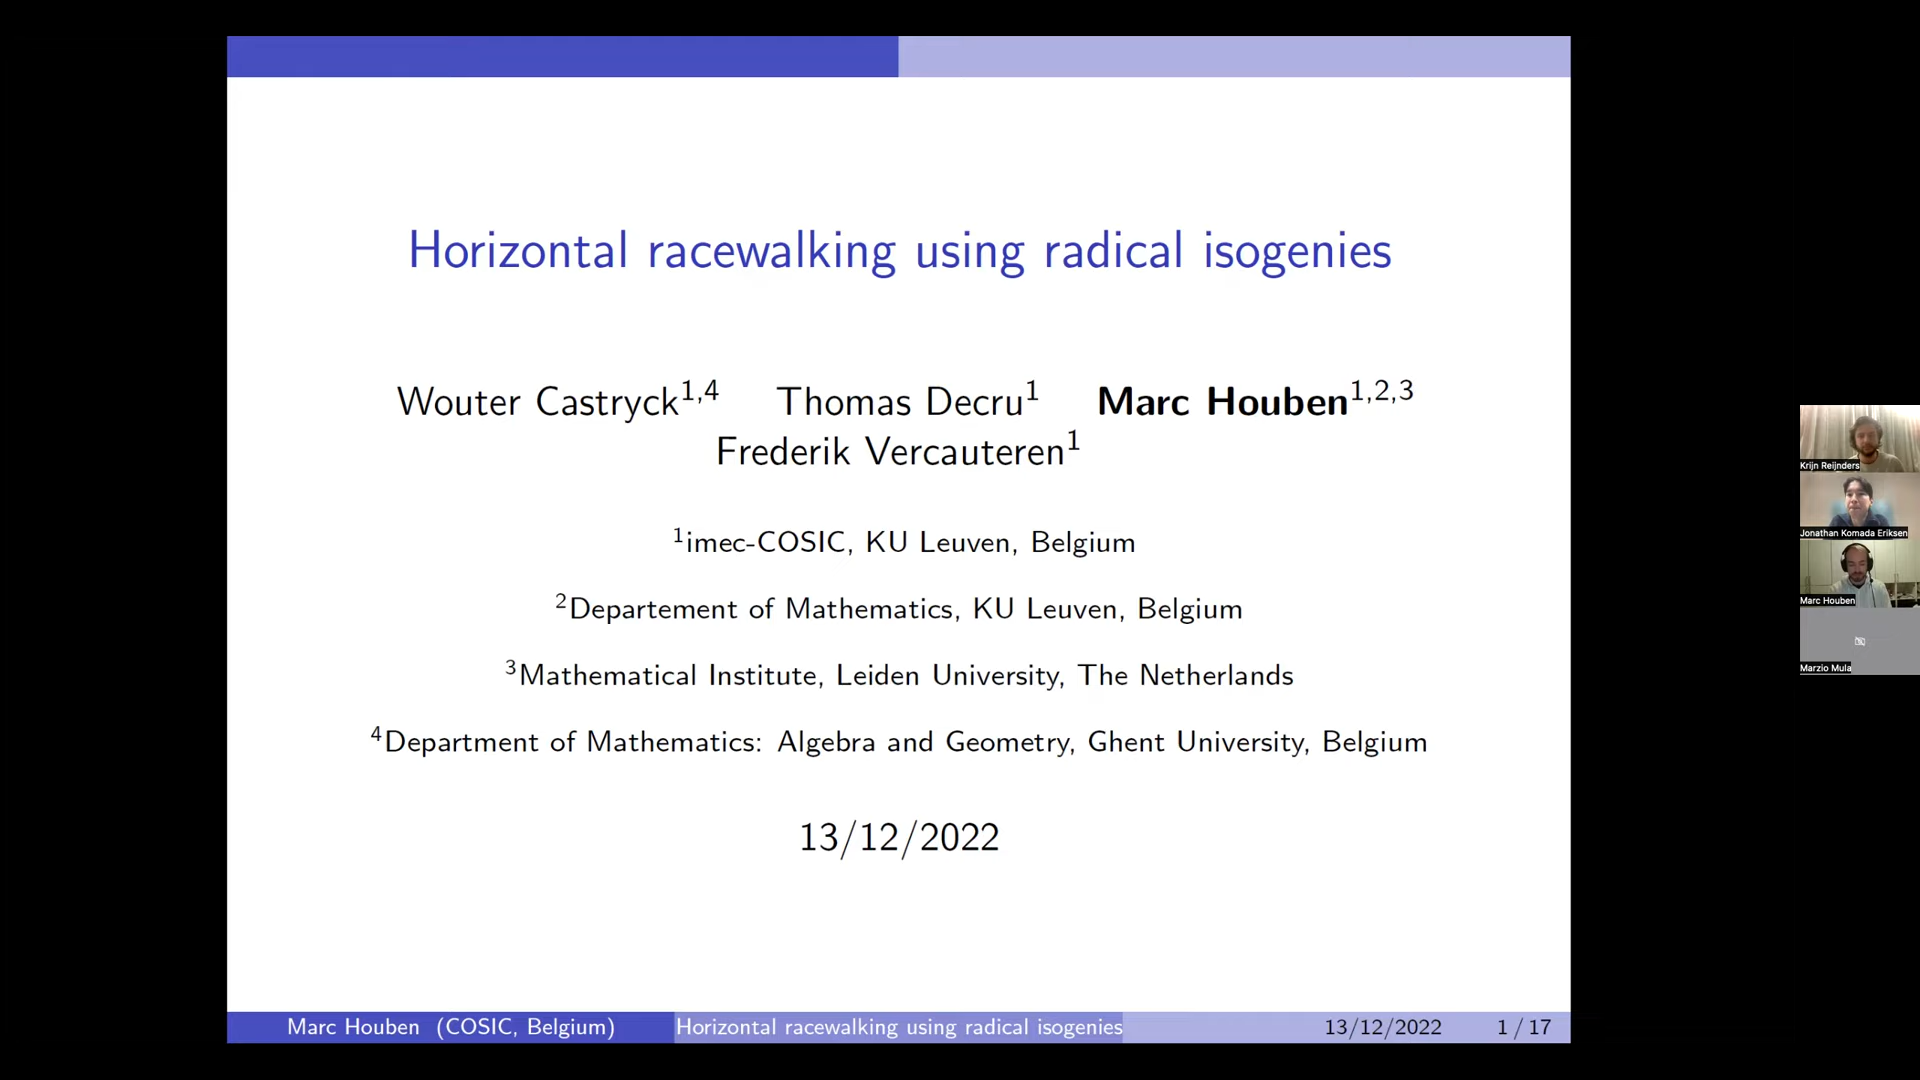 Horizontal racewalking using radical isogenies
Wouter Castryck1,4 Thomas Decru1 Marc Houben1,2,3
Frederik Vercauteren1
1imec-COSIC, KU Leuven, Belgium
2Departement of Mathematics, KU Leuven, Belgium
3Mathematical Institute, Leiden University, The Netherlands
4Department of Mathematics: Algebra and Geometry, Ghent University, Belgium
13/12/2022
Marc Houben (COSIC, Belgium) Horizontal racewalking using radical isogenies 13/12/2022 1 / 17
Krijn Reijnders
Jonathan Komada Eriksen
Marc Houben
Marzio Mula